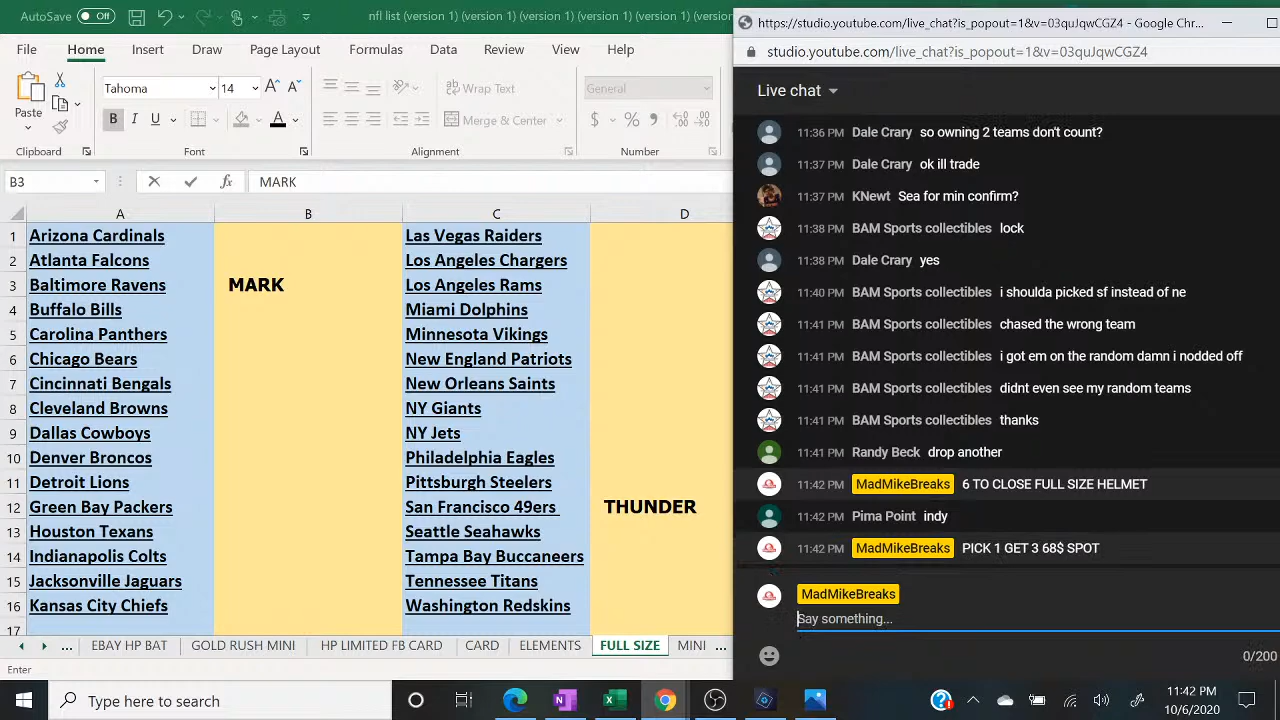 AutoSave Off nfl list (version 1) (version 1) (version 1)
File Home Insert Draw Page Layout Formulas Data Review View Help
Paste Tahoma 14 Wrap Text General
B I U Merge & Center $ % 9
Clipboard Font Alignment Number
B3 fx MARK
A B C D
1 Arizona Cardinals Las Vegas Raiders
2 Atlanta Falcons Los Angeles Chargers
3 Baltimore Ravens MARK Los Angeles Rams
4 Buffalo Bills Miami Dolphins
5 Carolina Panthers Minnesota Vikings
6 Chicago Bears New England Patriots
7 Cincinnati Bengals New Orleans Saints
8 Cleveland Browns NY Giants
9 Dallas Cowboys NY Jets
10 Denver Broncos Philadelphia Eagles
11 Detroit Lions Pittsburgh Steelers
12 Green Bay Packers San Francisco 49ers THUNDER
13 Houston Texans Seattle Seahawks
14 Indianapolis Colts Tampa Bay Buccaneers
15 Jacksonville Jaguars Tennessee Titans
16 Kansas City Chiefs Washington Redskins
17
... EBAY HP BAT GOLD RUSH MINI HP LIMITED FB CARD CARD ELEMENTS FULL SIZE MINI ...
Enter
https://studio.youtube.com/live_chat?is_popout=1&v=03quJqwCGZ4 - Google Chr...
studio.youtube.com/live_chat?is_popout=1&v=03quJqwCGZ4
Live chat
11:36 PM Dale Crary so owning 2 teams don't count?
11:37 PM Dale Crary ok ill trade
11:37 PM KNewt Sea for min confirm?
11:38 PM BAM Sports collectibles lock
11:38 PM Dale Crary yes
11:40 PM BAM Sports collectibles i shoulda picked sf instead of ne
11:41 PM BAM Sports collectibles chased the wrong team
11:41 PM BAM Sports collectibles i got em on the random damn i nodded off
11:41 PM BAM Sports collectibles didnt even see my random teams
11:41 PM BAM Sports collectibles thanks
11:41 PM Randy Beck drop another
11:42 PM MadMikeBreaks 6 TO CLOSE FULL SIZE HELMET
11:42 PM Pima Point indy
11:42 PM MadMikeBreaks PICK 1 GET 3 68$ SPOT
MadMikeBreaks
Say something...
0/200
Type here to search
11:42 PM
10/6/2020